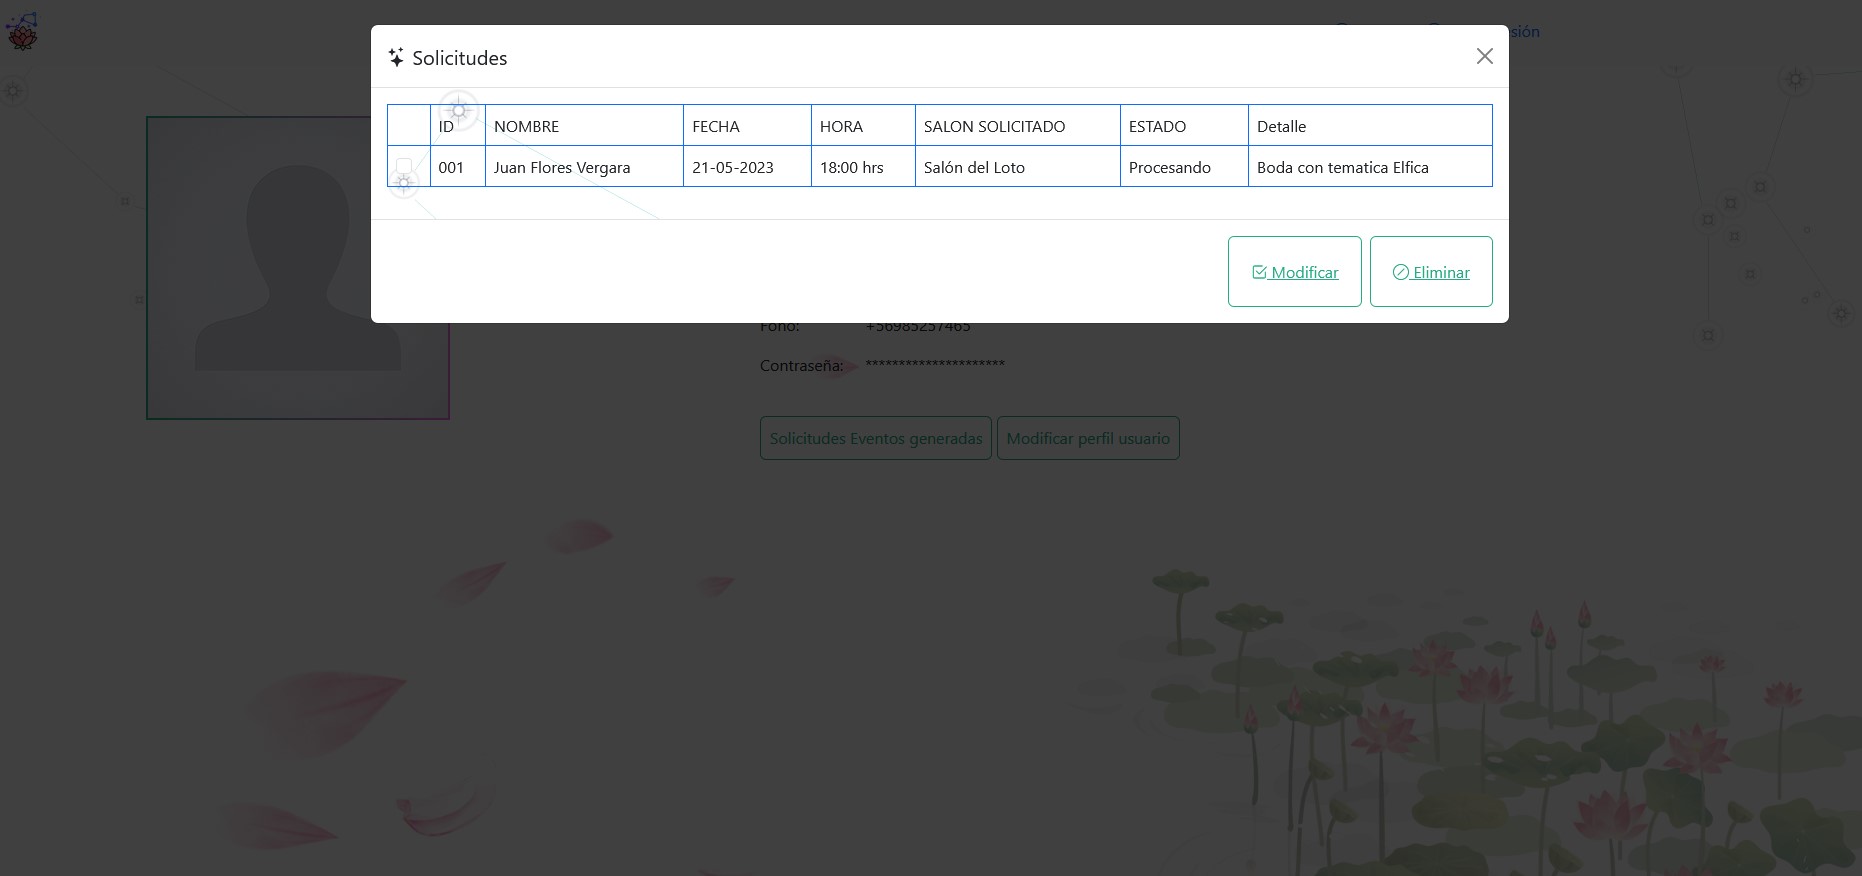 sión
Solicitudes
ID NOMBRE FECHA HORA SALON SOLICITADO ESTADO Detalle
001 Juan Flores Vergara 21-05-2023 18:00 hrs Salón del Loto Procesando Boda con tematica Elfica
Modificar Eliminar
Fono: +56985257465
Contraseña: *********************
Solicitudes Eventos generadas Modificar perfil usuario